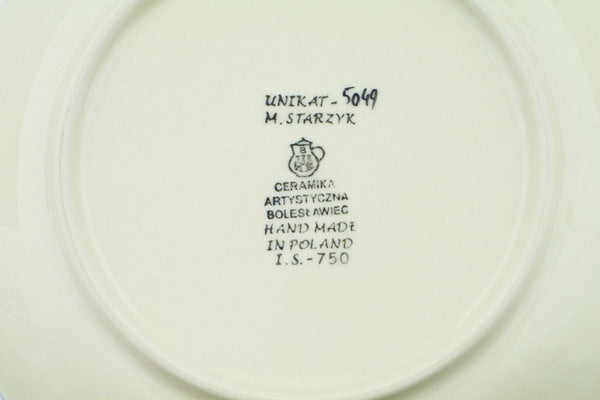 UNIKAT - 5049
M. STARZYK
B
CERAMIKA
ARTYSTYCZNA
BOLESŁAWIEC
HAND MADE
IN POLAND
I.S.-750